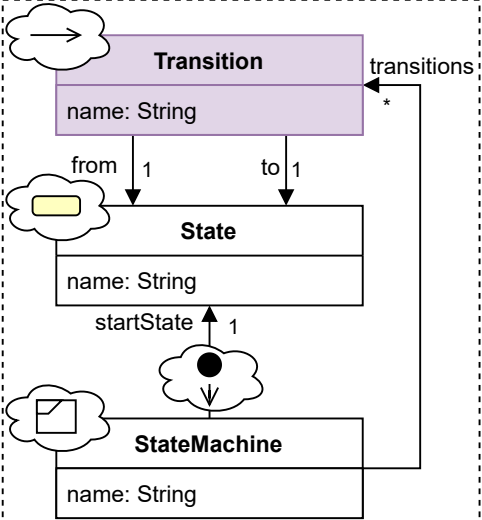 Transition
transitions
name: String
*
from 1 to 1
State
name: String
startState 1
StateMachine
name: String